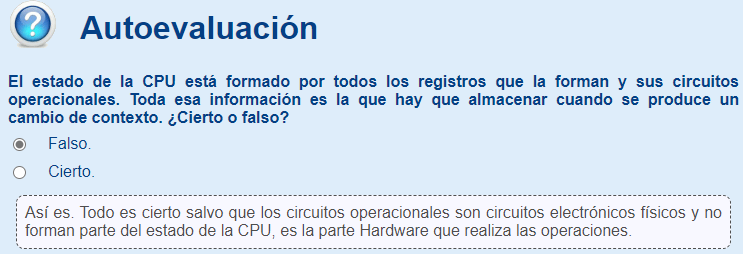 Autoevaluación
El estado de la CPU está formado por todos los registros que la forman y sus circuitos
operacionales. Toda esa información es la que hay que almacenar cuando se produce un
cambio de contexto. ¿Cierto o falso?
Falso.
Cierto.
Así es. Todo es cierto salvo que los circuitos operacionales son circuitos electrónicos físicos y no
forman parte del estado de la CPU, es la parte Hardware que realiza las operaciones.